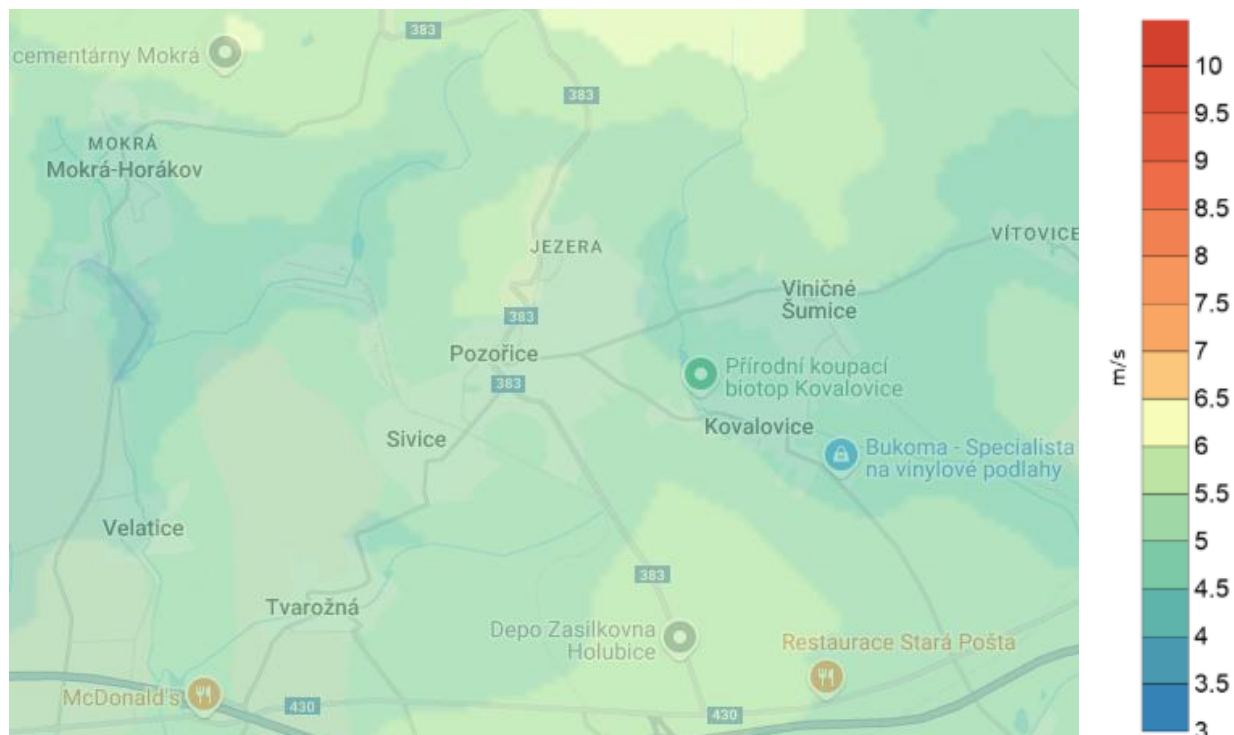 383
cementárny Mokrá
383
MOKRÁ
Mokrá-Horákov
JEZERA
VÍTOVICE
Viničné
Šumice
383
Pozořice
383
Přírodní koupací
biotop Kovalovice
Kovalovice
Sivice
Bukoma - Specialista
na vinylové podlahy
Velatice
383
Tvarožná
Depo Zasilkovna
Holubice
Restaurace Stará Pošta
McDonald's
430
430
m/s
10
9.5
9
8.5
8
7.5
7
6.5
6
5.5
5
4.5
4
3.5
3